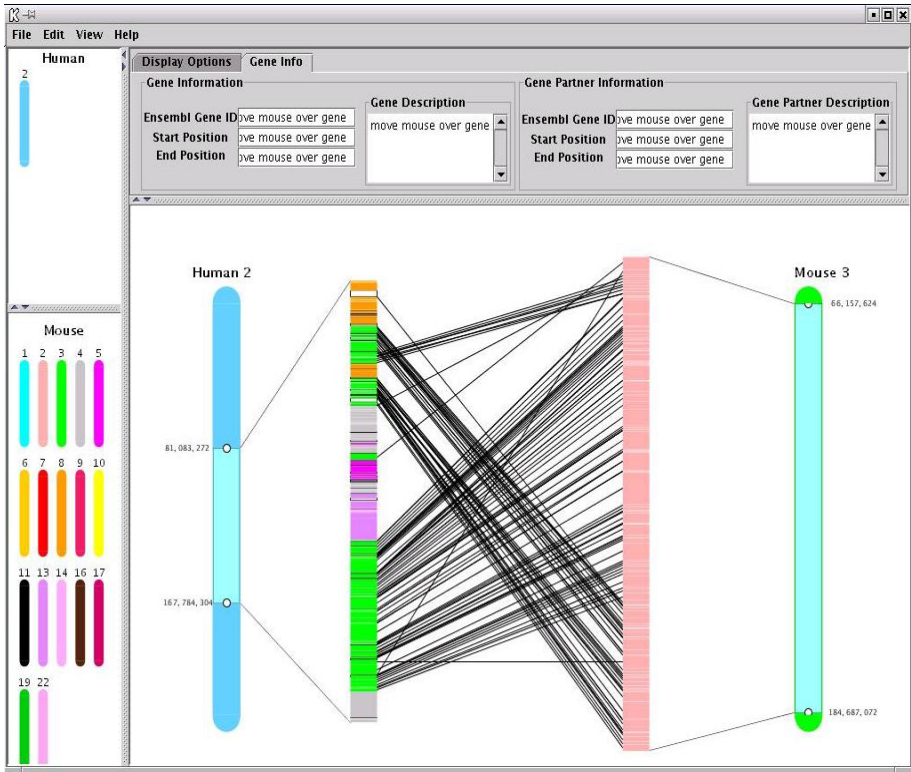 File Edit View Help
Human
2
Display Options Gene Info
Gene Information
Ensembl Gene ID ove mouse over gene
Start Position ove mouse over gene
End Position ove mouse over gene
Gene Description
move mouse over gene
Gene Partner Information
Ensembl Gene ID ove mouse over gene
Start Position ove mouse over gene
End Position ove mouse over gene
Gene Partner Description
move mouse over gene
Mouse
1 2 3 4 5
6 7 8 9 10
11 13 14 16 17
19 22
Human 2
81, 083, 272
167, 784, 304
Mouse 3
66, 157, 624
184, 687, 072